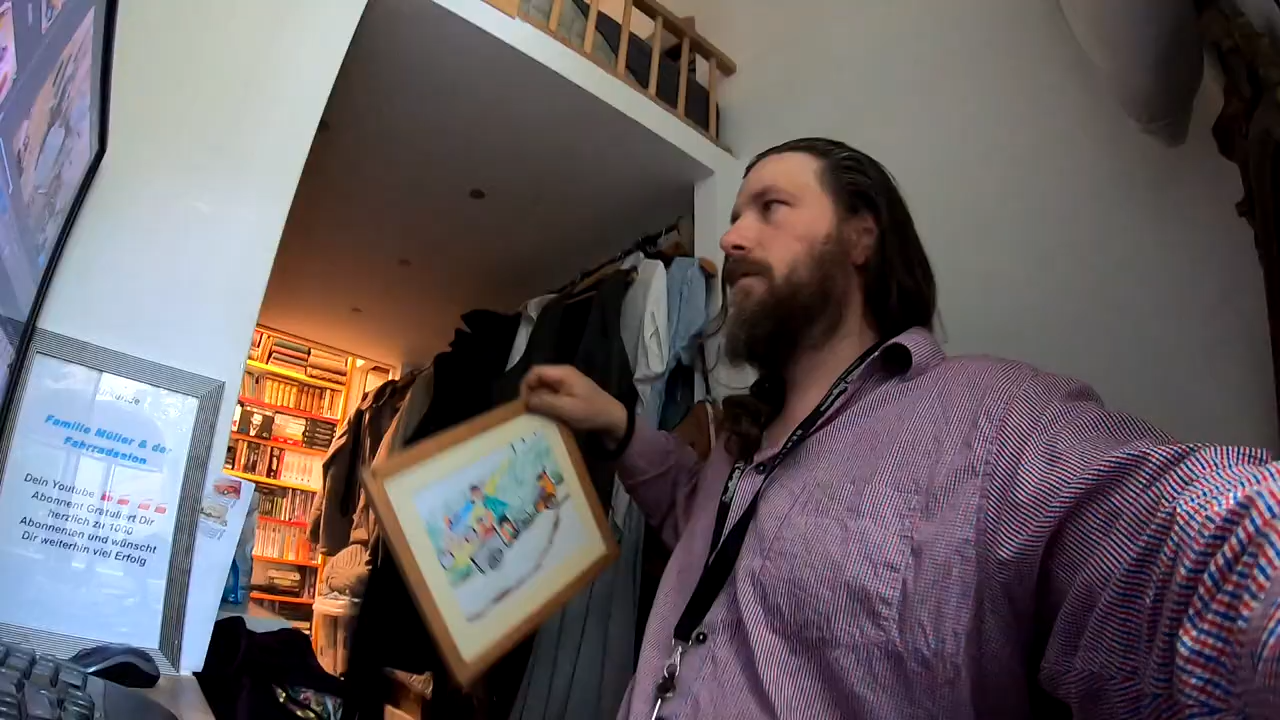 Urkunde
Familie Müller & der
Fahrradsalon
Dein Youtube
Abonnent Gratuliert Dir
herzlich zu 1000
Abonnenten und wünscht
Dir weiterhin viel Erfolg